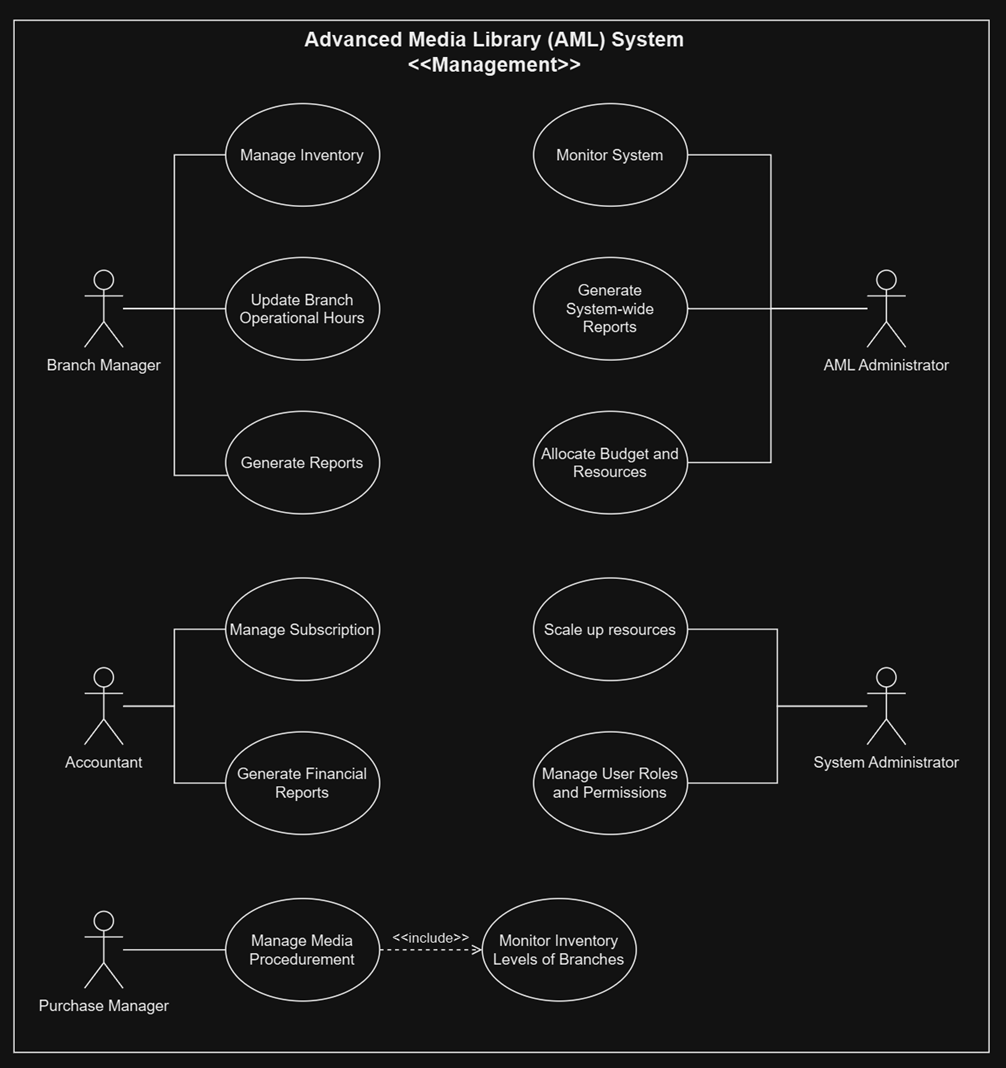 Advanced Media Library (AML) System
<<Management>>
Manage Inventory
Monitor System
Update Branch
Operational Hours
Generate
System-wide
Reports
Branch Manager
AML Administrator
Generate Reports
Allocate Budget and
Resources
Manage Subscription
Scale up resources
Accountant
System Administrator
Generate Financial
Reports
Manage User Roles
and Permissions
Manage Media
Procedurement
<<include>>
Monitor Inventory
Levels of Branches
Purchase Manager